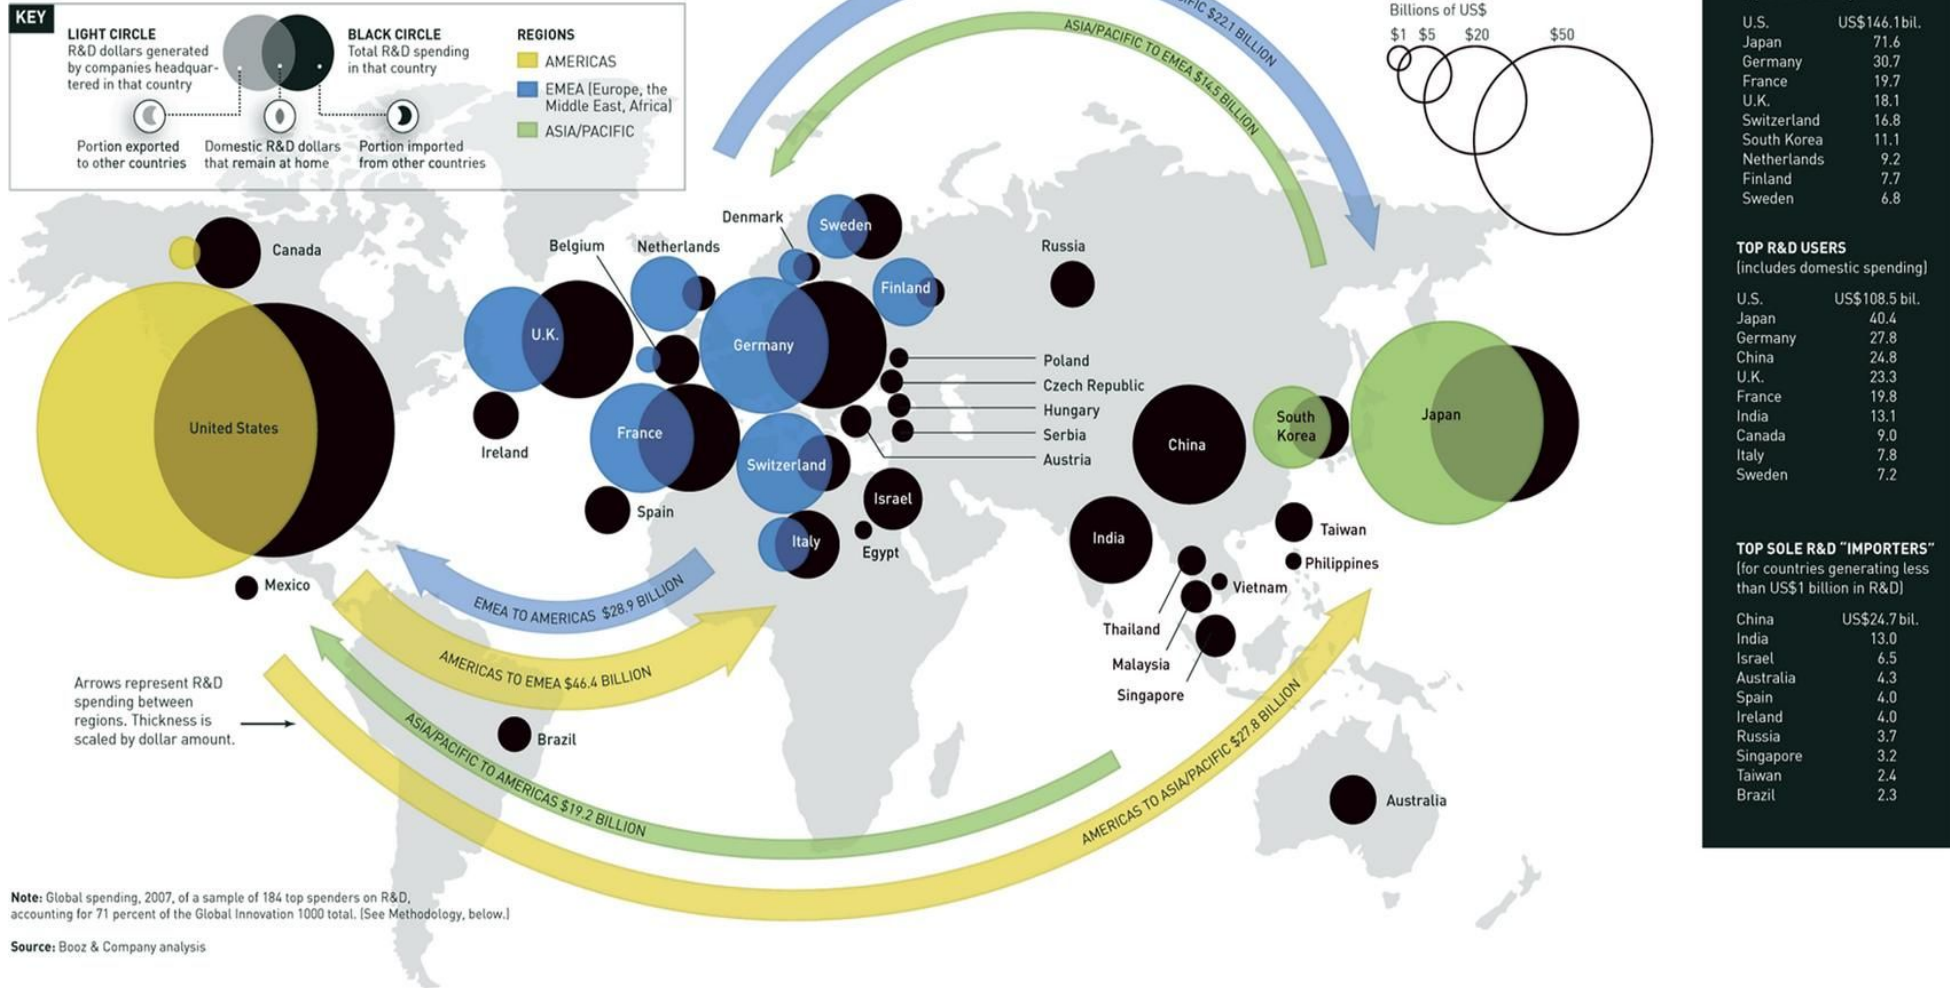 KEY
LIGHT CIRCLE
R&D dollars generated
by companies headquar-
tered in that country
BLACK CIRCLE
Total R&D spending
in that country
Portion exported
to other countries
Domestic R&D dollars
that remain at home
Portion imported
from other countries
REGIONS
AMERICAS
EMEA (Europe, the
Middle East, Africa)
ASIA/PACIFIC
$22.1 BILLION
ASIA/PACIFIC TO EMEA $14.5 BILLION
Billions of US$
$1 $5 $20 $50
Canada
United States
Mexico
Belgium
Netherlands
Denmark
Sweden
Finland
Russia
U.K.
Germany
Ireland
France
Switzerland
Spain
Italy
Israel
Egypt
Poland
Czech Republic
Hungary
Serbia
Austria
China
South
Korea
Japan
India
Taiwan
Philippines
Vietnam
Thailand
Malaysia
Singapore
Brazil
Australia
EMEA TO AMERICAS $28.9 BILLION
AMERICAS TO EMEA $46.4 BILLION
ASIA/PACIFIC TO AMERICAS $19.2 BILLION
AMERICAS TO ASIA/PACIFIC $27.8 BILLION
Arrows represent R&D
spending between
regions. Thickness is
scaled by dollar amount.
Note: Global spending, 2007, of a sample of 184 top spenders on R&D,
accounting for 71 percent of the Global Innovation 1000 total. (See Methodology, below.)
Source: Booz & Company analysis
U.S. US$146.1 bil.
Japan 71.6
Germany 30.7
France 19.7
U.K. 18.1
Switzerland 16.8
South Korea 11.1
Netherlands 9.2
Finland 7.7
Sweden 6.8
TOP R&D USERS
(includes domestic spending)
U.S. US$108.5 bil.
Japan 40.4
Germany 27.8
China 24.8
U.K. 23.3
France 19.8
India 13.1
Canada 9.0
Italy 7.8
Sweden 7.2
TOP SOLE R&D “IMPORTERS”
(for countries generating less
than US$1 billion in R&D)
China US$24.7 bil.
India 13.0
Israel 6.5
Australia 4.3
Spain 4.0
Ireland 4.0
Russia 3.7
Singapore 3.2
Taiwan 2.4
Brazil 2.3